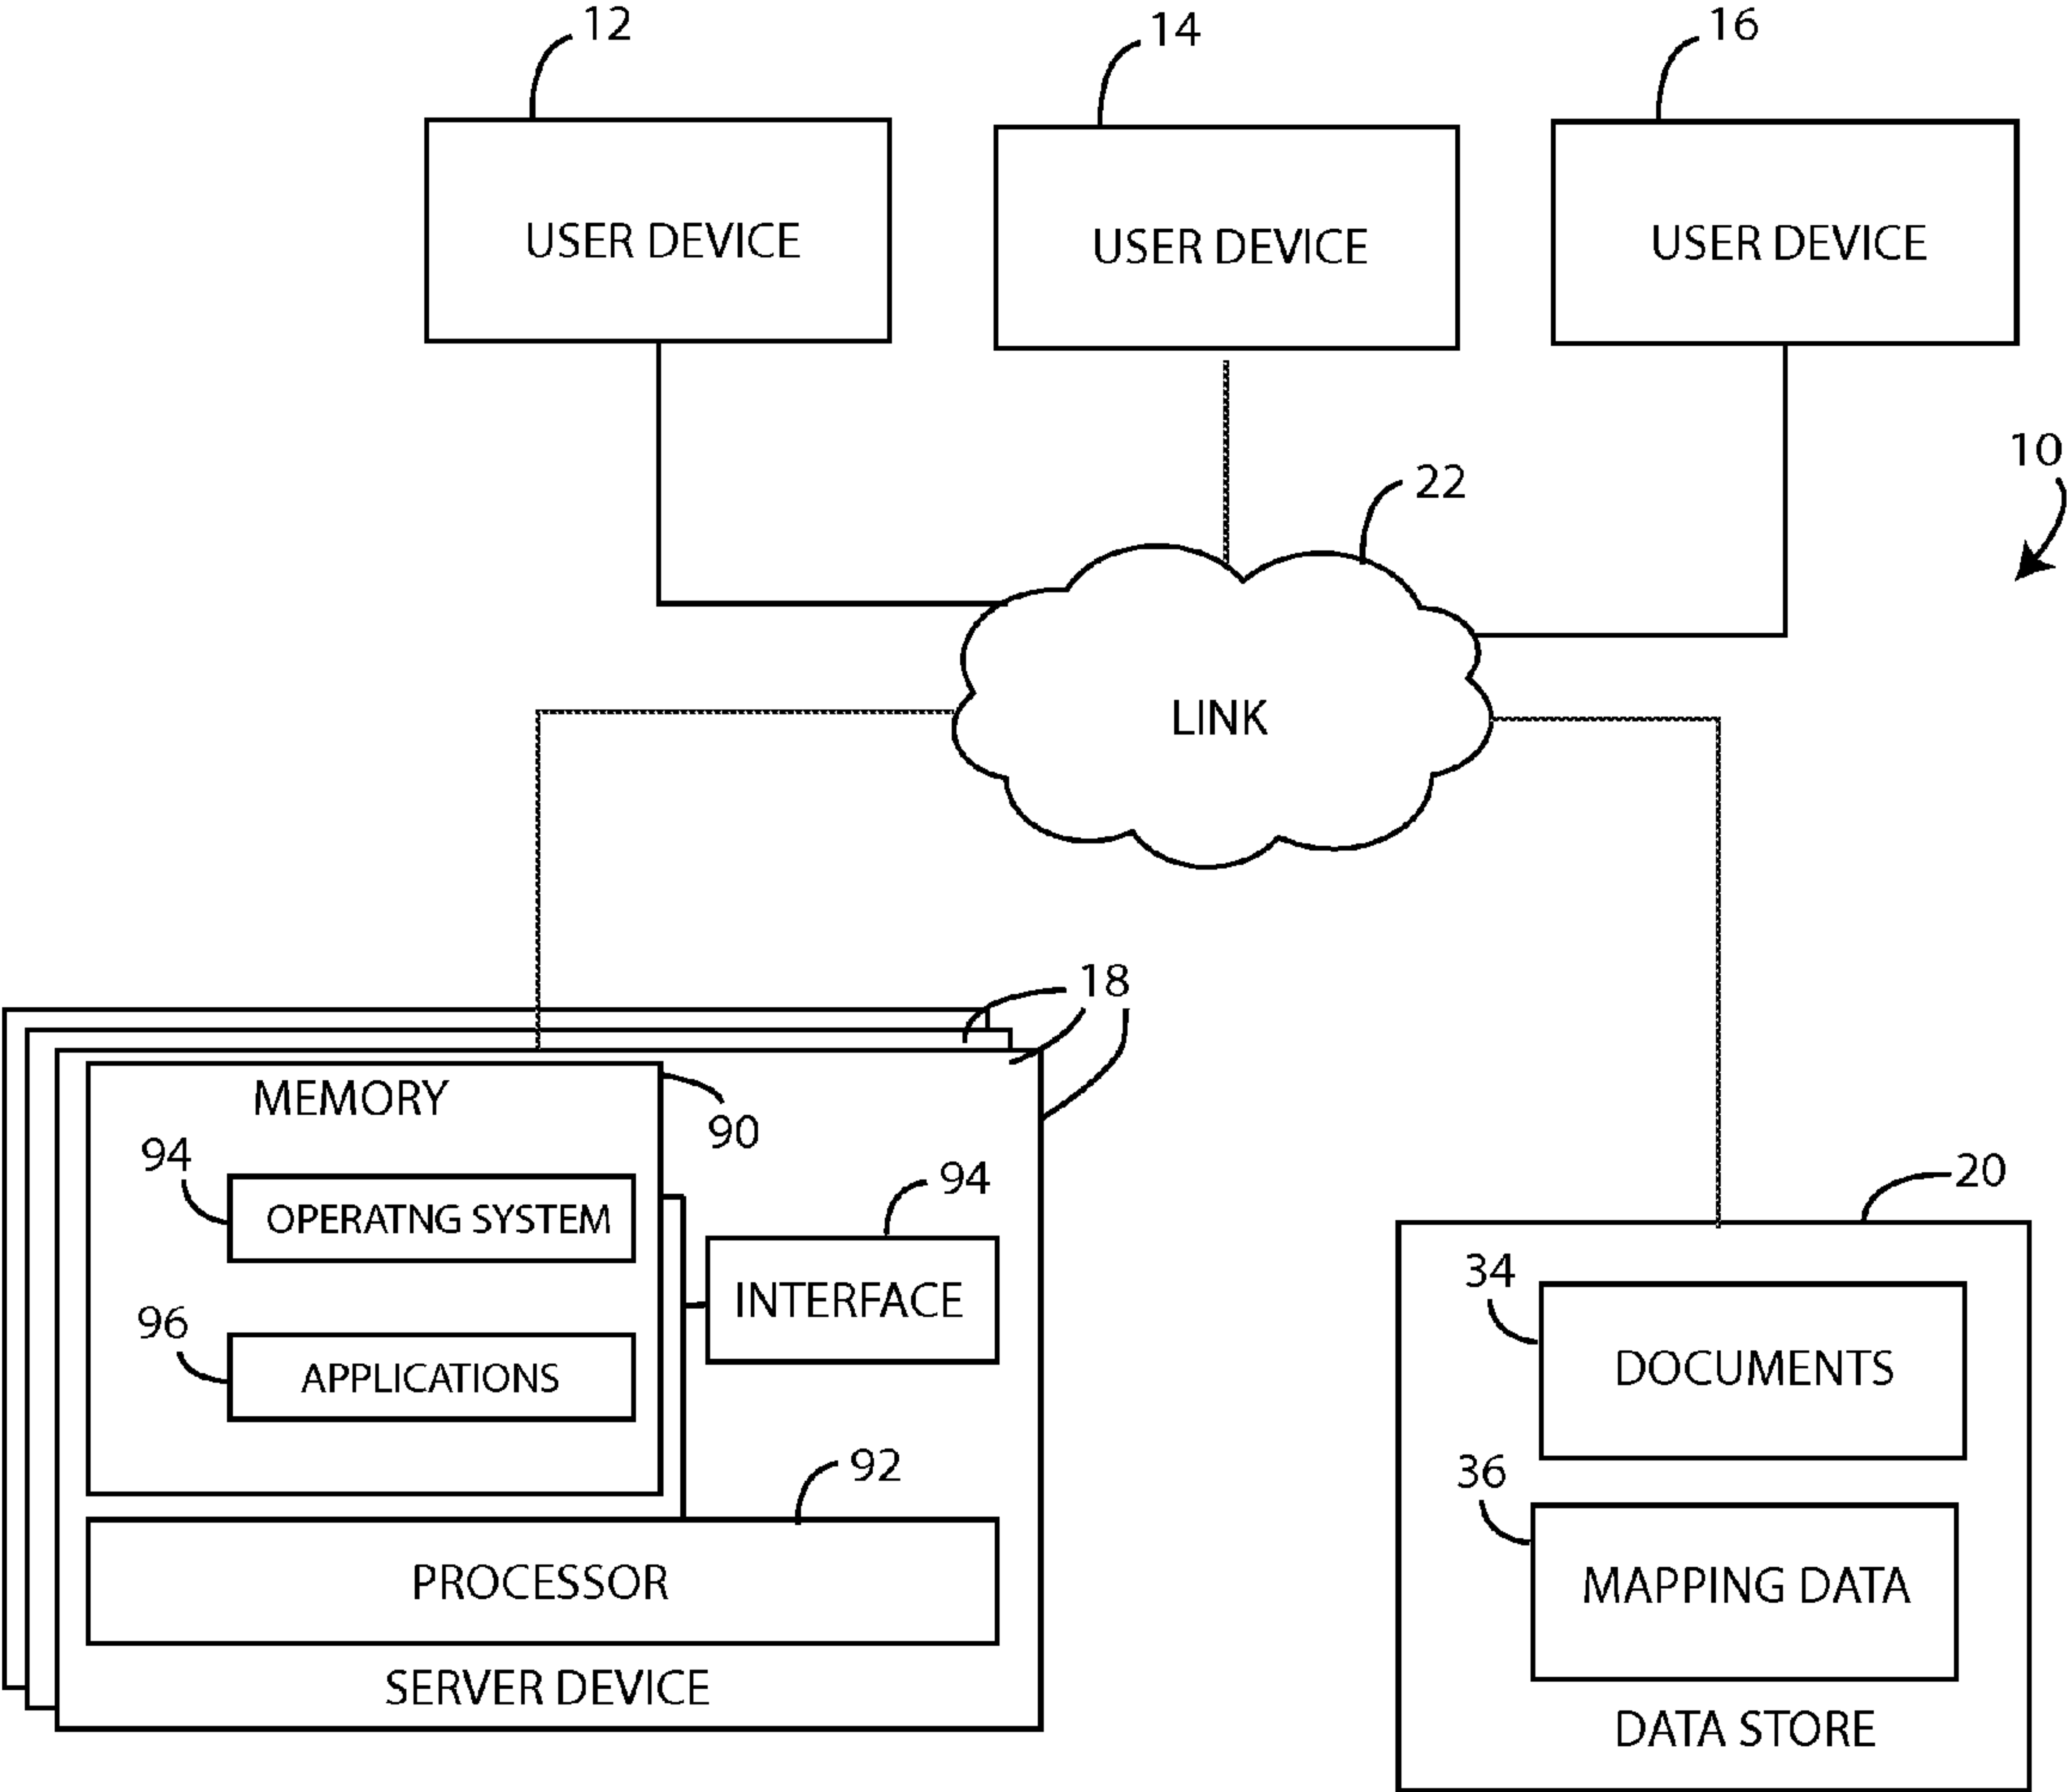 12
14
16
USER DEVICE
USER DEVICE
USER DEVICE
10
22
LINK
18
MEMORY
90
94
OPERATNG SYSTEM
94
INTERFACE
96
APPLICATIONS
92
PROCESSOR
SERVER DEVICE
20
34
DOCUMENTS
36
MAPPING DATA
DATA STORE